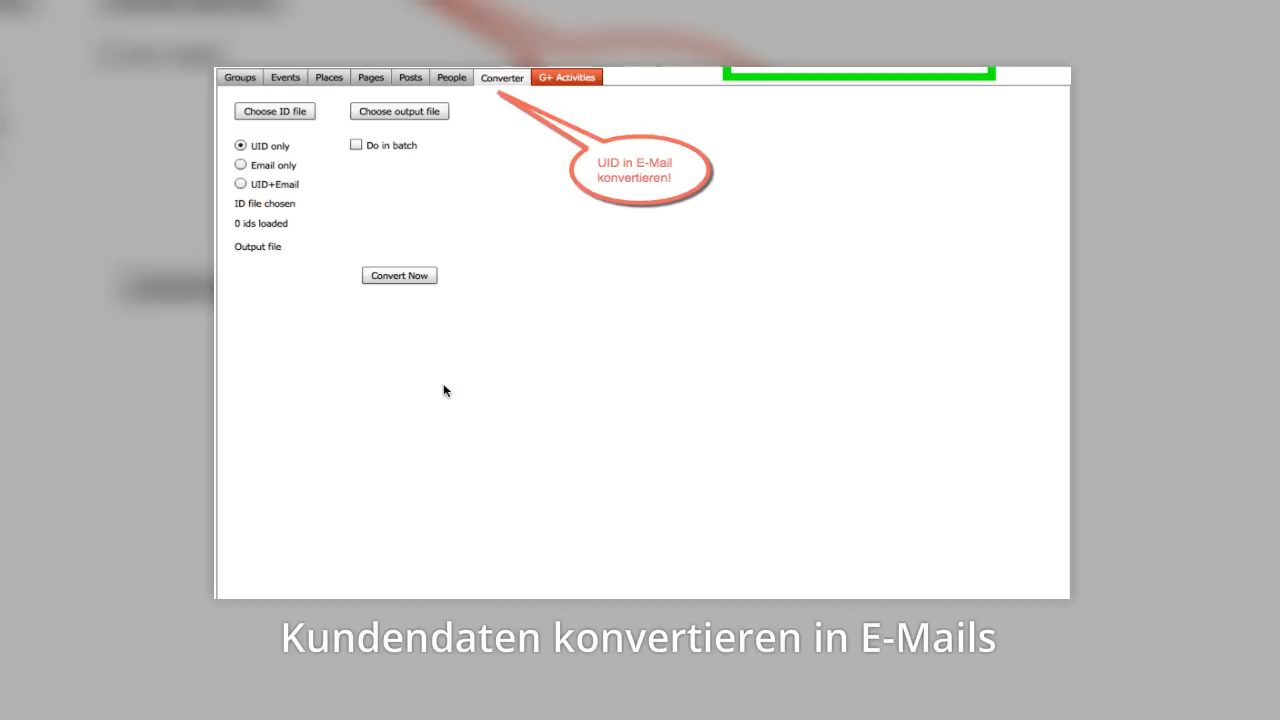 Groups Events Places Pages Posts People Converter G+ Activities
Choose ID file Choose output file
UID only Do in batch
Email only
UID+Email
ID file chosen
0 ids loaded
Output file
Convert Now
UID in E-Mail
konvertieren!
Kundendaten konvertieren in E-Mails